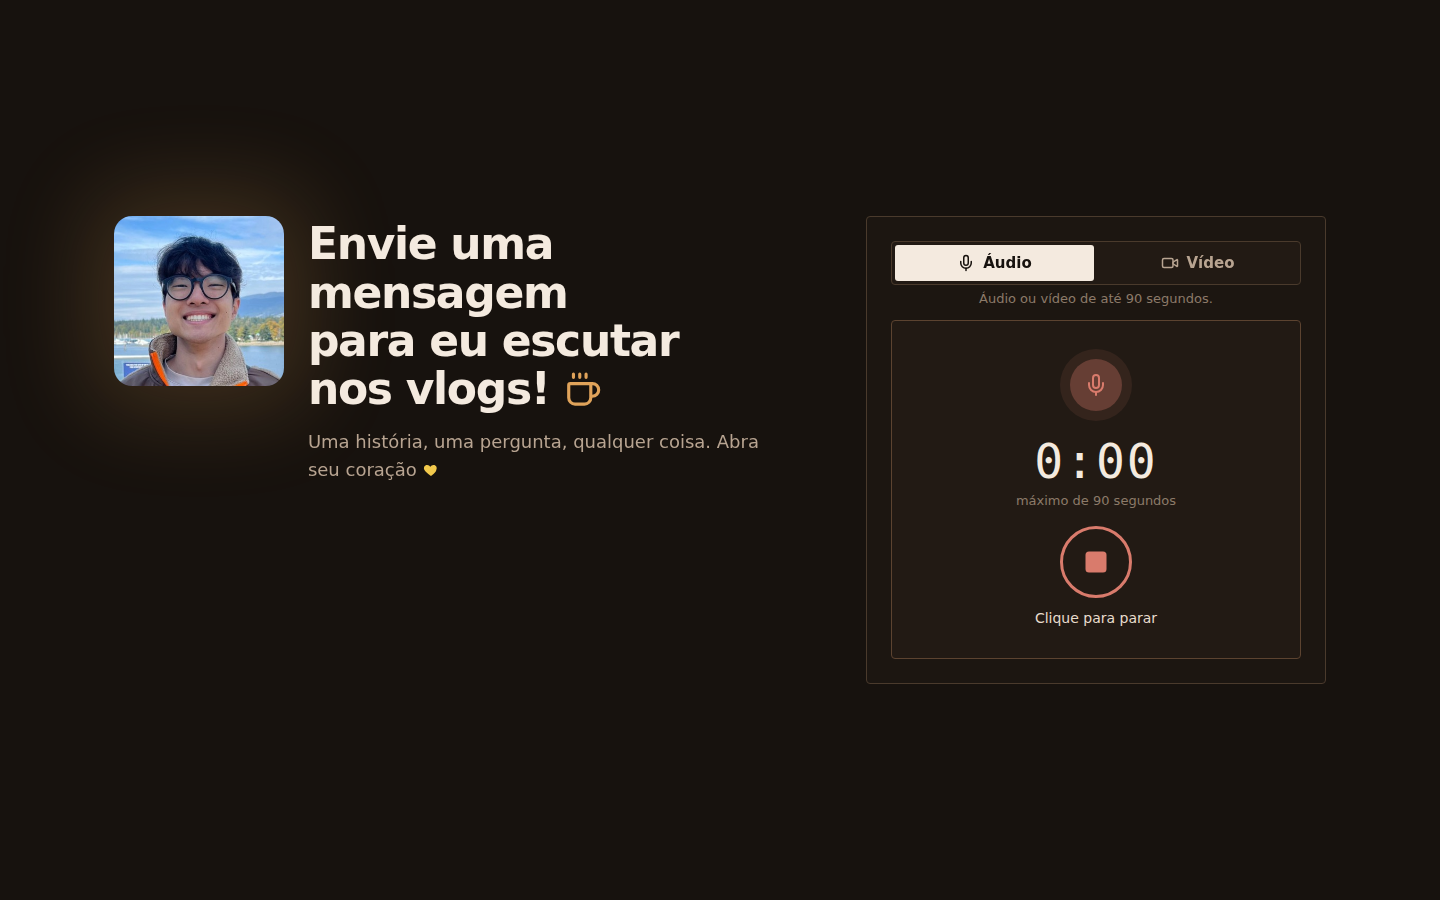 Envie uma
mensagem
para eu escutar
nos vlogs!
Uma história, uma pergunta, qualquer coisa. Abra
seu coração 💛
Áudio
Vídeo
Áudio ou vídeo de até 90 segundos.
0:00
máximo de 90 segundos
Clique para parar